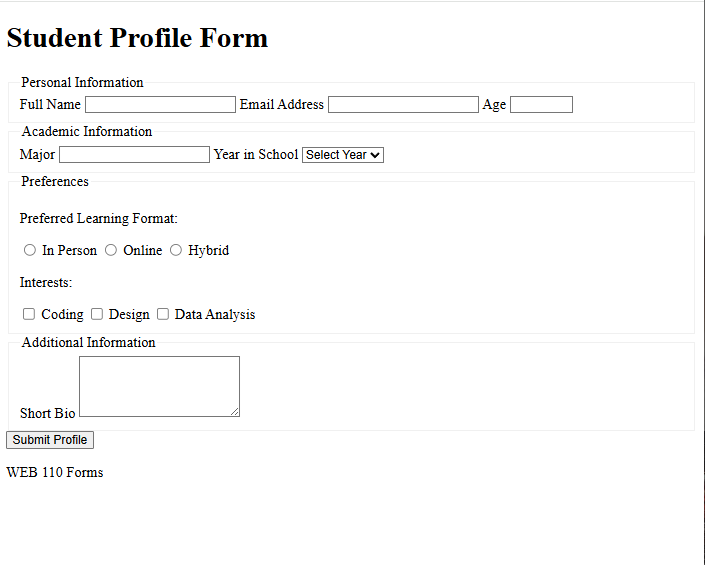 Student Profile Form
Personal Information
Full Name Email Address Age
Academic Information
Major Year in School Select Year
Preferences
Preferred Learning Format:
In Person Online Hybrid
Interests:
Coding Design Data Analysis
Additional Information
Short Bio
Submit Profile
WEB 110 Forms